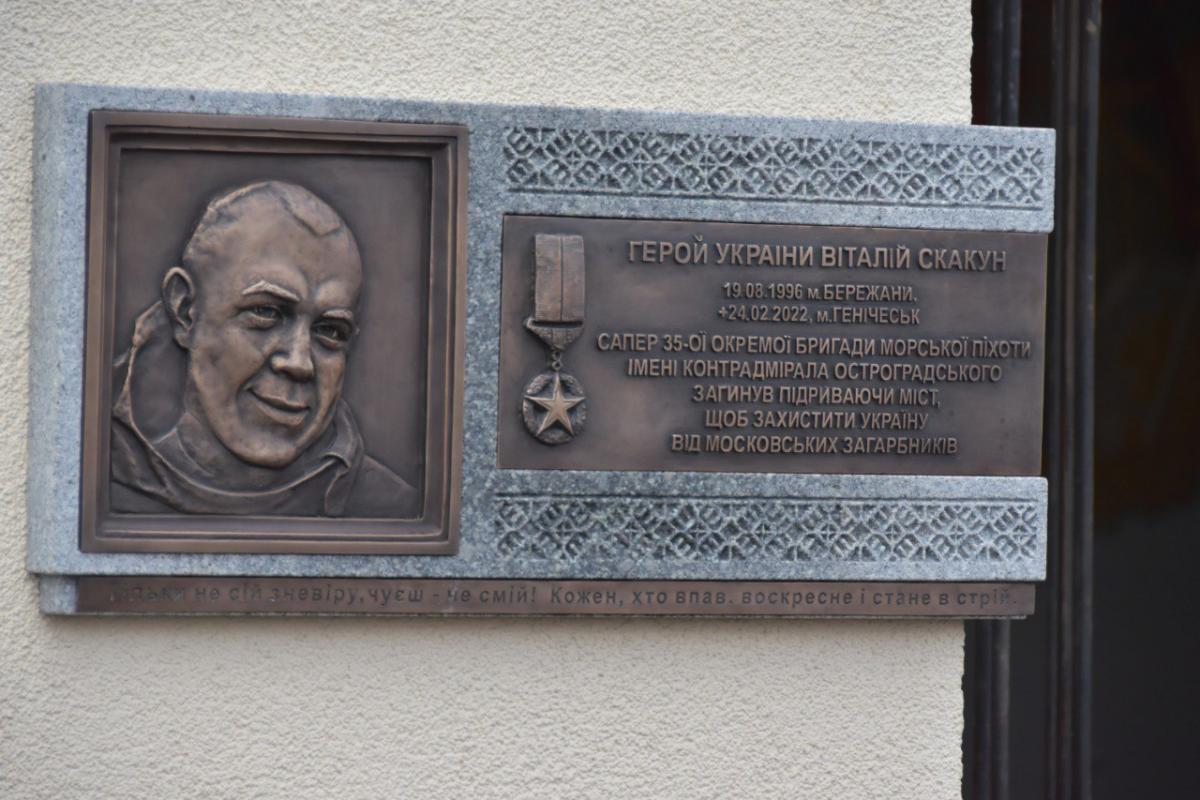 ГЕРОЙ УКРАЇНИ ВІТАЛІЙ СКАКУН
19.08.1996 м.БЕРЕЖАНИ,
+24.02.2022, м.ГЕНІЧЕСЬК
САПЕР 35-ОЇ ОКРЕМОЇ БРИГАДИ МОРСЬКОЇ ПІХОТИ
ІМЕНІ КОНТРАДМІРАЛА ОСТРОГРАДСЬКОГО
ЗАГИНУВ ПІДРИВАЮЧИ МІСТ,
ЩОБ ЗАХИСТИТИ УКРАЇНУ
ВІД МОСКОВСЬКИХ ЗАГАРБНИКІВ
Тільки не сій зневіру, чуєш - не смій! Кожен, хто впав. воскресне і стане в стрій.